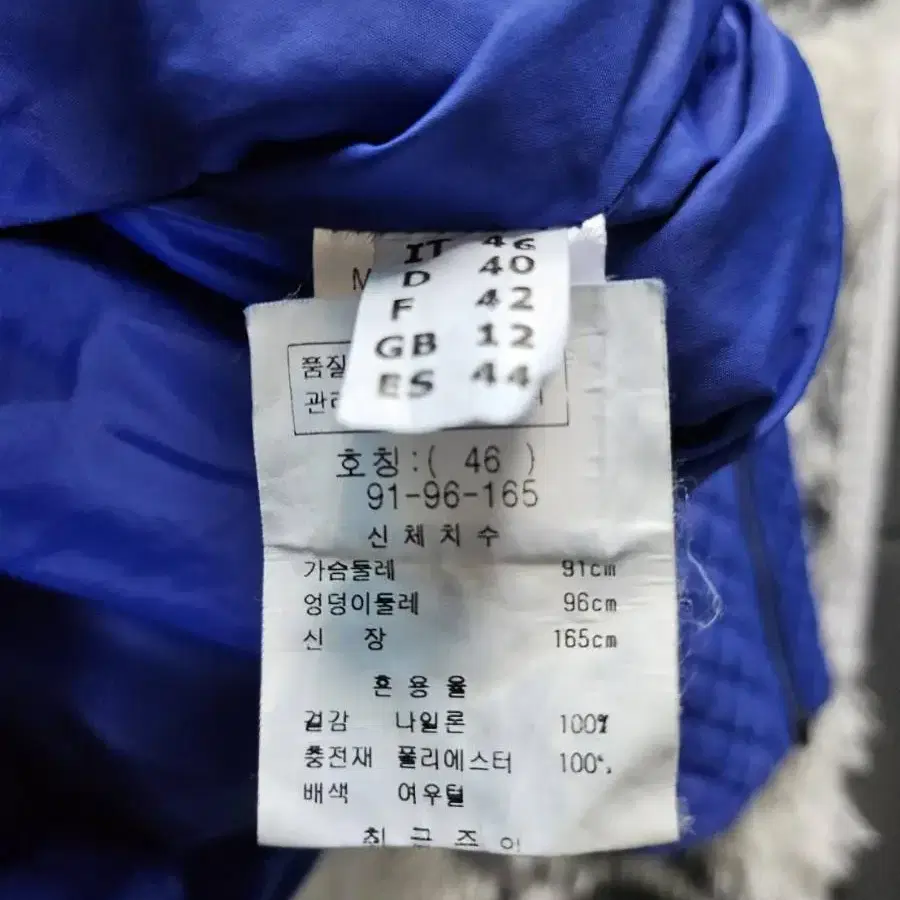 IT 46
D 40
F 42
GB 12
ES 44
M
품질
관리
호칭:( 46 )
91-96-165
신체치수
가슴둘레 91cm
엉덩이둘레 96cm
신 장 165cm
혼용율
겉감 나일론 100%
충전재 폴리에스터 100%
배색 여우털